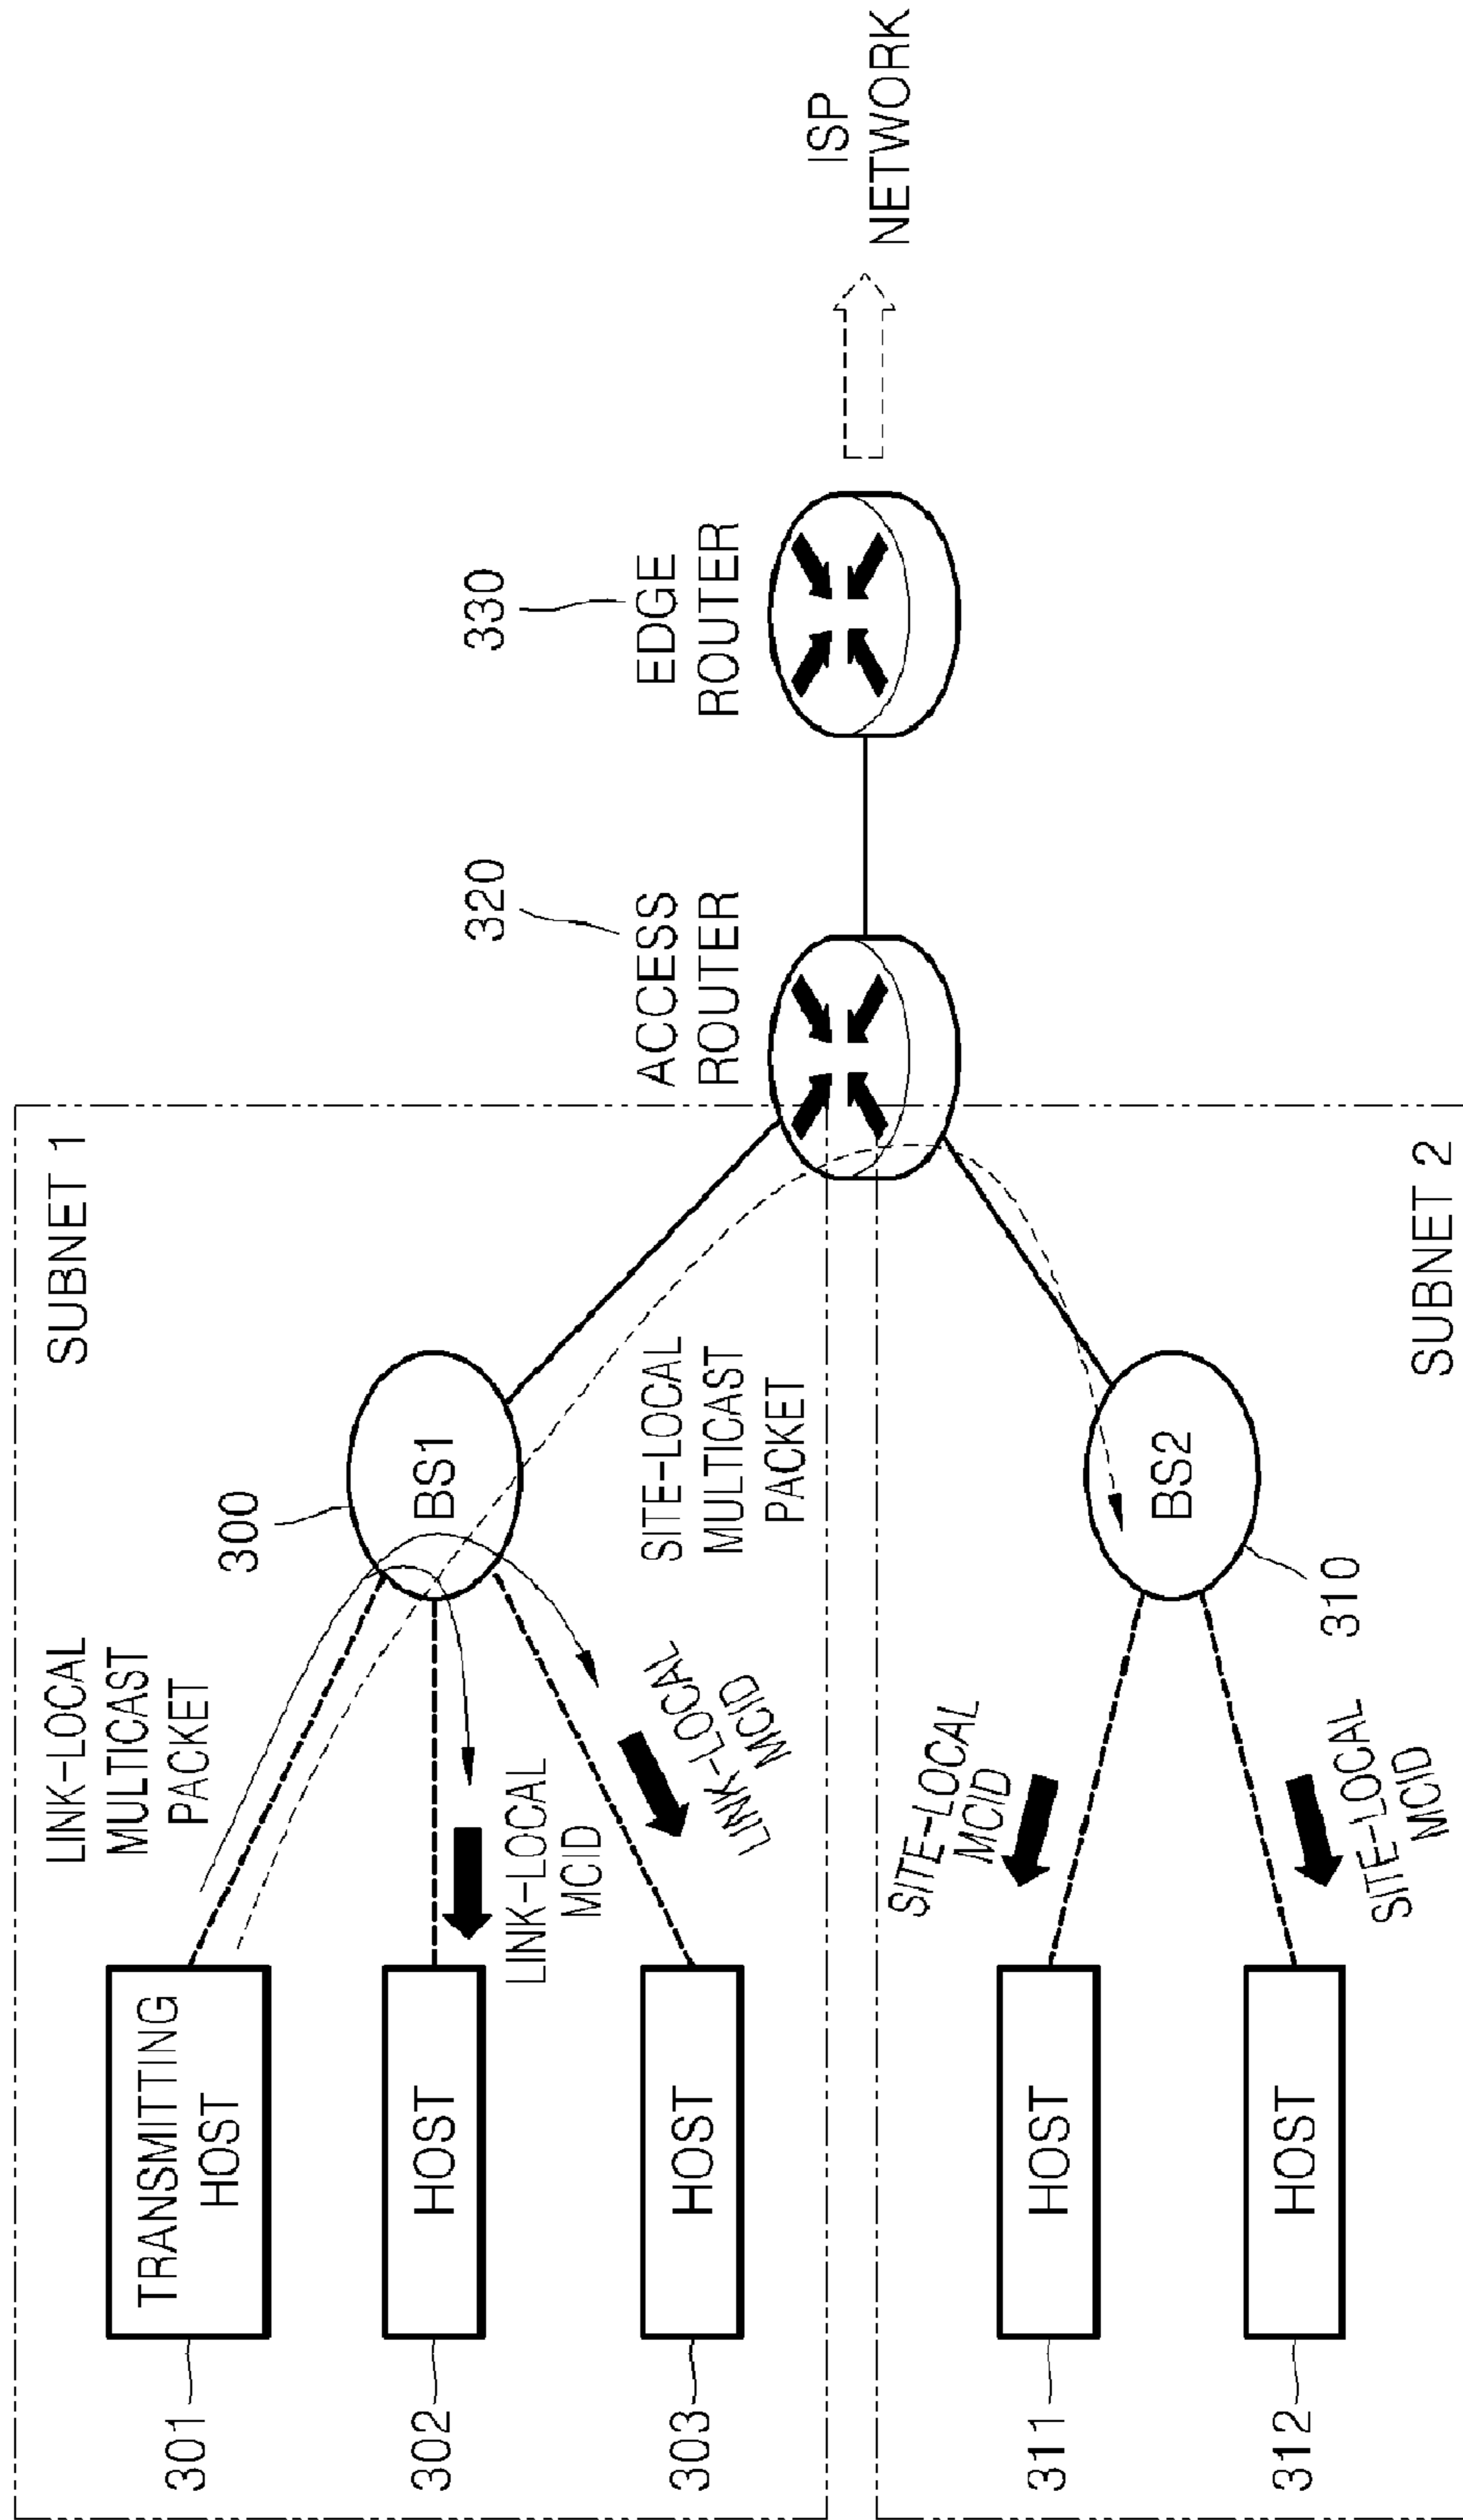 SUBNET 1
LINK-LOCAL
MULTICAST
PACKET
301
TRANSMITTING
HOST
302
HOST
303
HOST
300
BS1
LINK-LOCAL
MCID
LINK-LOCAL
MCID
SITE-LOCAL
MULTICAST
PACKET
320
ACCESS
ROUTER
330
EDGE
ROUTER
ISP
NETWORK
311
HOST
312
HOST
SITE-LOCAL
MCID
SITE-LOCAL
MCID
BS2
310
SUBNET 2